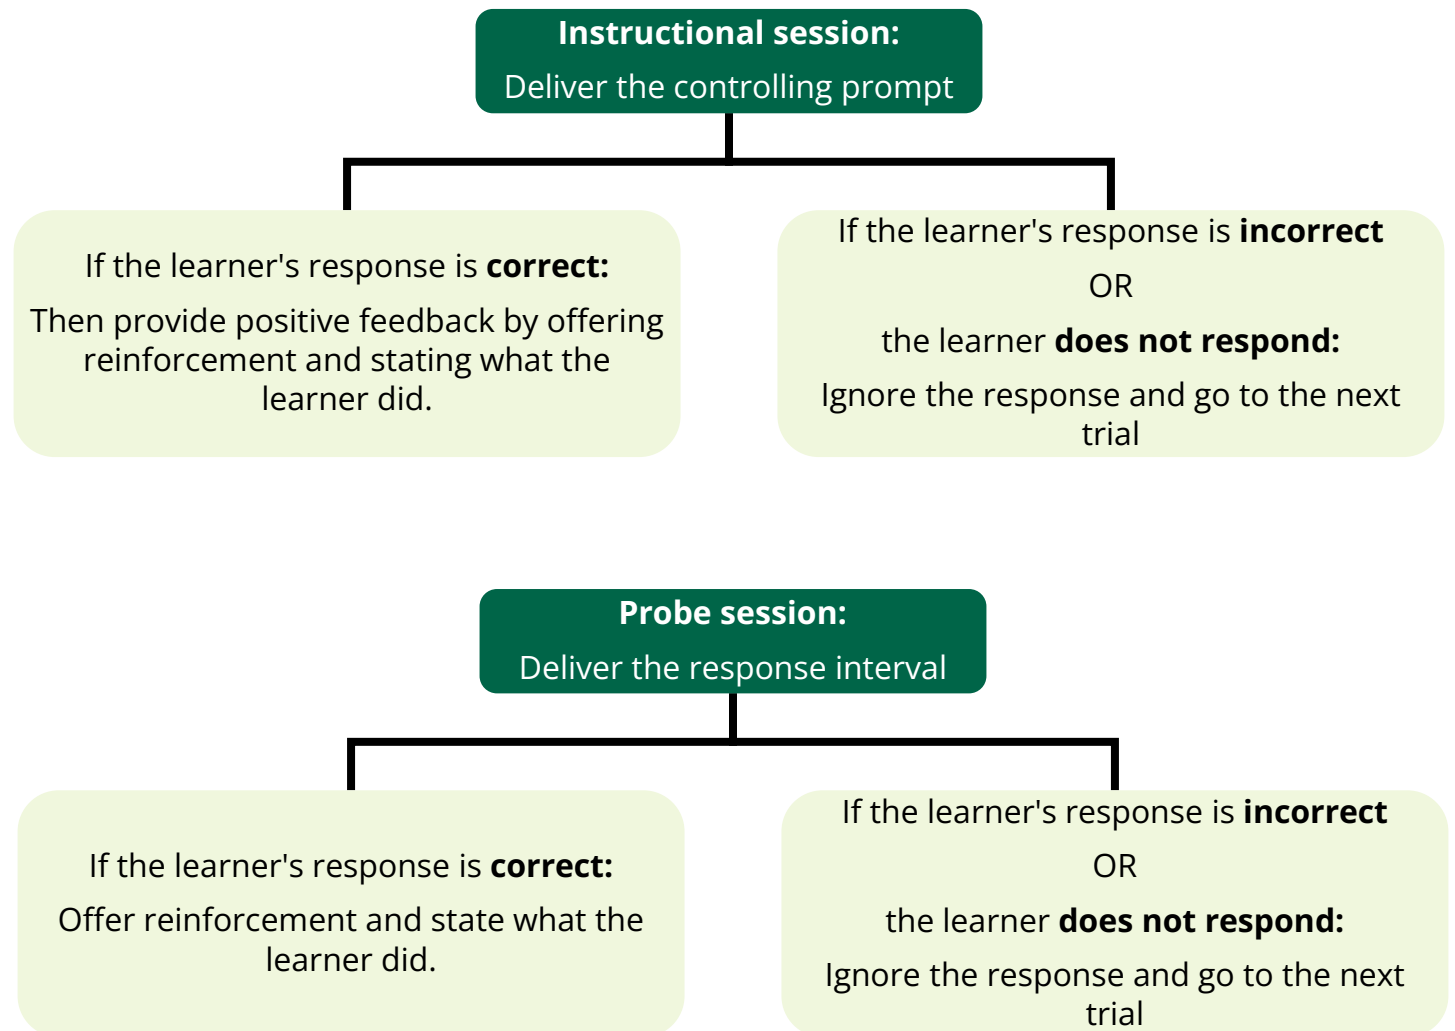 Instructional session:
Deliver the controlling prompt
If the learner's response is correct:
Then provide positive feedback by offering
reinforcement and stating what the
learner did.
If the learner's response is incorrect
OR
the learner does not respond:
Ignore the response and go to the next
trial
Probe session:
Deliver the response interval
If the learner's response is correct:
Offer reinforcement and state what the
learner did.
If the learner's response is incorrect
OR
the learner does not respond:
Ignore the response and go to the next
trial